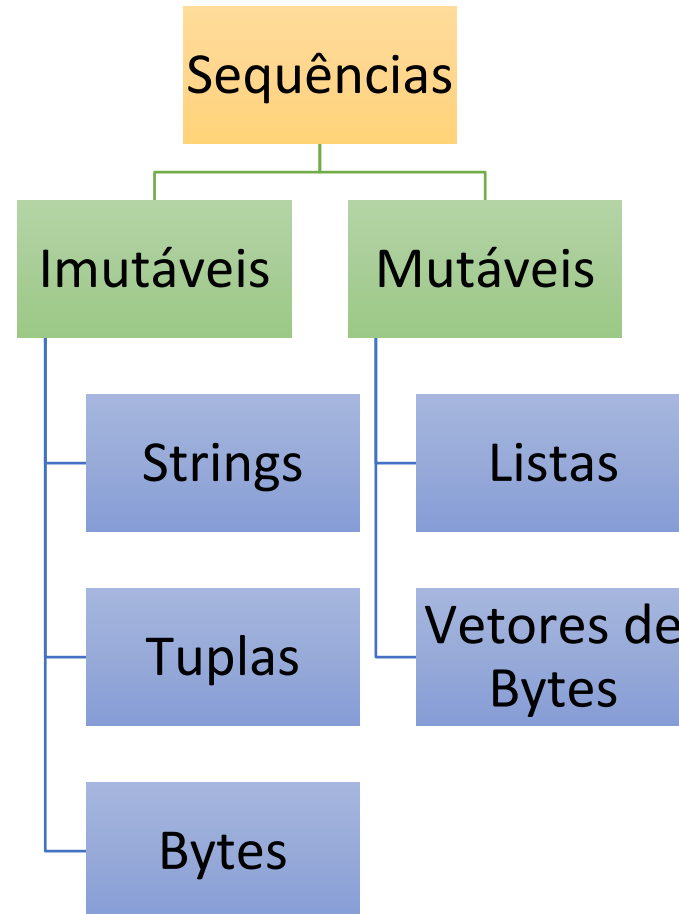 Sequências
Imutáveis
Mutáveis
Strings
Listas
Tuplas
Vetores de
Bytes
Bytes